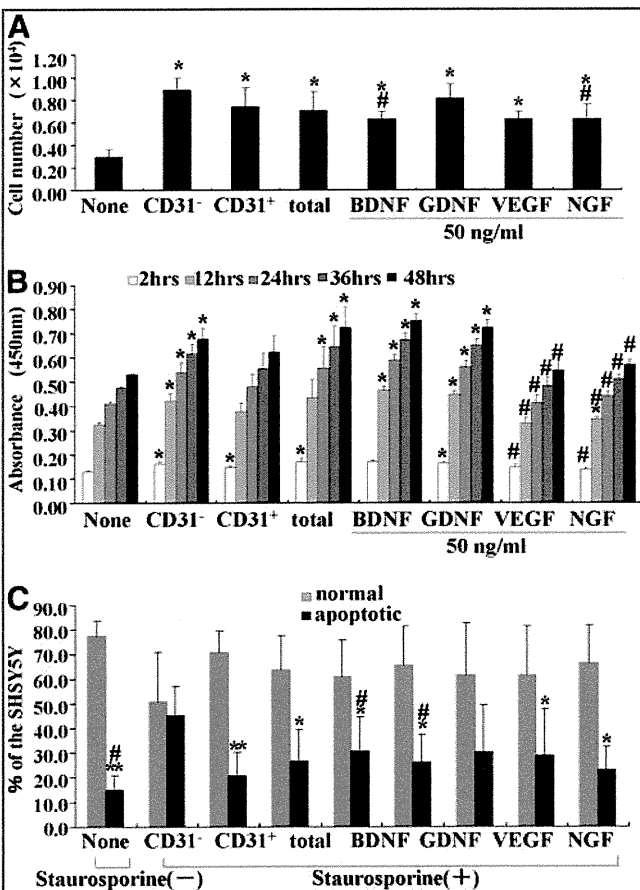 A
Cell number (×10⁴)
1.20
1.00
0.80
0.60
0.40
0.20
0.00
* * * * * * * *
# #
None CD31⁻ CD31⁺ total BDNF GDNF VEGF NGF
50 ng/ml
B
2hrs 12hrs 24hrs 36hrs 48hrs
Absorbance (450nm)
0.90
0.80
0.70
0.60
0.50
0.40
0.30
0.20
0.10
0.00
None CD31⁻ CD31⁺ total BDNF GDNF VEGF NGF
50 ng/ml
C
normal
apoptotic
% of the SHSY5Y
90.0
80.0
70.0
60.0
50.0
40.0
30.0
20.0
10.0
0.0
# ** ** * # * # * * *
None CD31⁻ CD31⁺ total BDNF GDNF VEGF NGF
Staurosporine(—) Staurosporine(+)